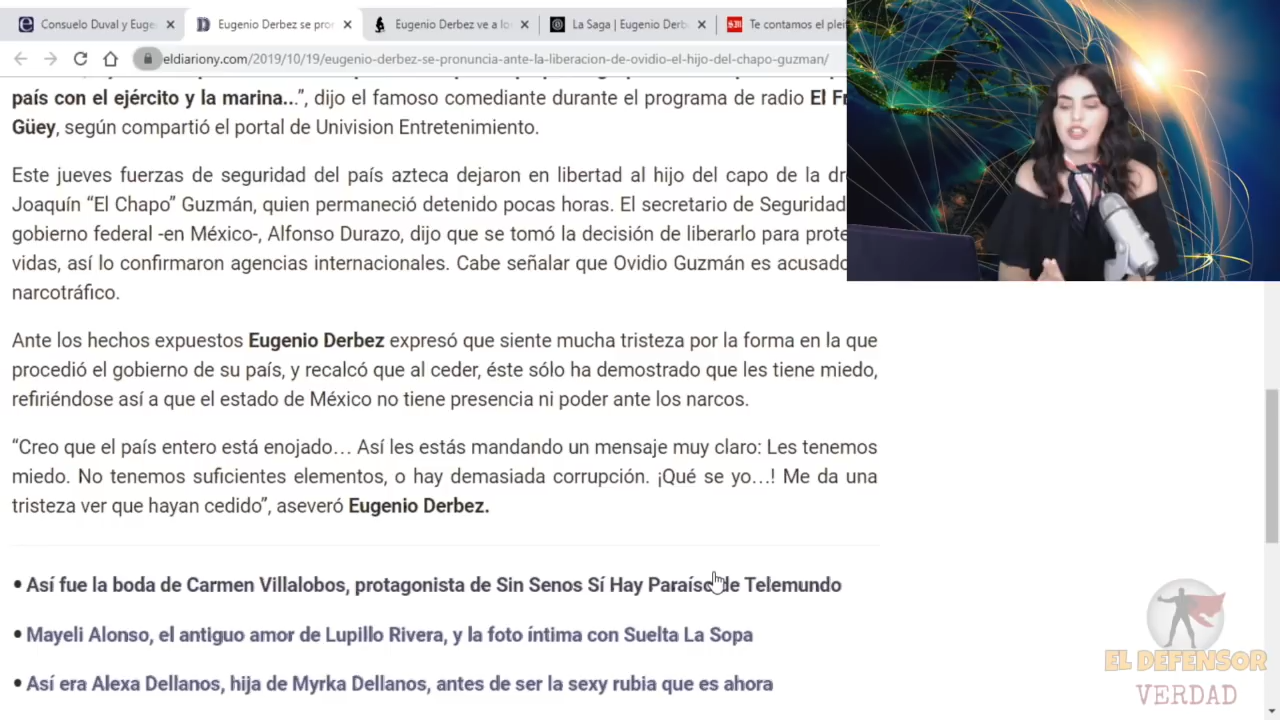 Consuelo Duval y Euge
Eugenio Derbez se pro
Eugenio Derbez ve a lo
La Saga | Eugenio Derb
Te contamos el plei
eldiariony.com/2019/10/19/eugenio-derbez-se-pronuncia-ante-la-liberacion-de-ovidio-el-hijo-del-chapo-guzman/
país con el ejército y la marina...”, dijo el famoso comediante durante el programa de radio El
Güey, según compartió el portal de Univision Entretenimiento.
Este jueves fuerzas de seguridad del país azteca dejaron en libertad al hijo del capo de la
Joaquín “El Chapo” Guzmán, quien permaneció detenido pocas horas. El secretario de Seguridad
gobierno federal -en México-, Alfonso Durazo, dijo que se tomó la decisión de liberarlo para
vidas, así lo confirmaron agencias internacionales. Cabe señalar que Ovidio Guzmán es acusado
narcotráfico.
Ante los hechos expuestos Eugenio Derbez expresó que siente mucha tristeza por la forma en la que
procedió el gobierno de su país, y recalcó que al ceder, éste sólo ha demostrado que les tiene miedo,
refiriéndose así a que el estado de México no tiene presencia ni poder ante los narcos.
“Creo que el país entero está enojado… Así les estás mandando un mensaje muy claro: Les tenemos
miedo. No tenemos suficientes elementos, o hay demasiada corrupción. ¡Qué se yo…! Me da una
tristeza ver que hayan cedido”, aseveró Eugenio Derbez.
• Así fue la boda de Carmen Villalobos, protagonista de Sin Senos Sí Hay Paraíso de Telemundo
• Mayeli Alonso, el antiguo amor de Lupillo Rivera, y la foto íntima con Suelta La Sopa
• Así era Alexa Dellanos, hija de Myrka Dellanos, antes de ser la sexy rubia que es ahora
EL DEFENSOR
VERDAD